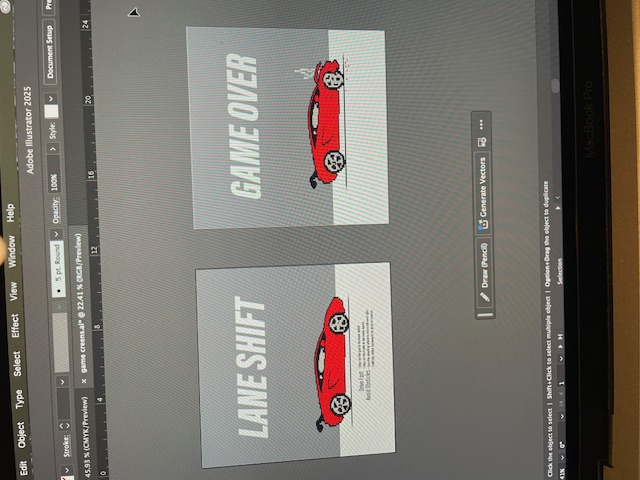 Edit Object Type Select Effect View Window Help
Adobe Illustrator 2025
Stroke: 5 pt. Round Opacity: 100% Style: Document Setup Pre
45.93 % (CMYK/Preview) × game creens.ai* @ 22.41 % (RGB/Preview)
0 4 8 12 16 20 24
LANE SHIFT
GAME OVER
Drive Fast
Avoid Obstacles
Draw (Pencil) Generate Vectors
Click the object to select | Shift+Click to select multiple object | Option+Drag the object to duplicate
41% 0° 1 Selection
MacBook Pro